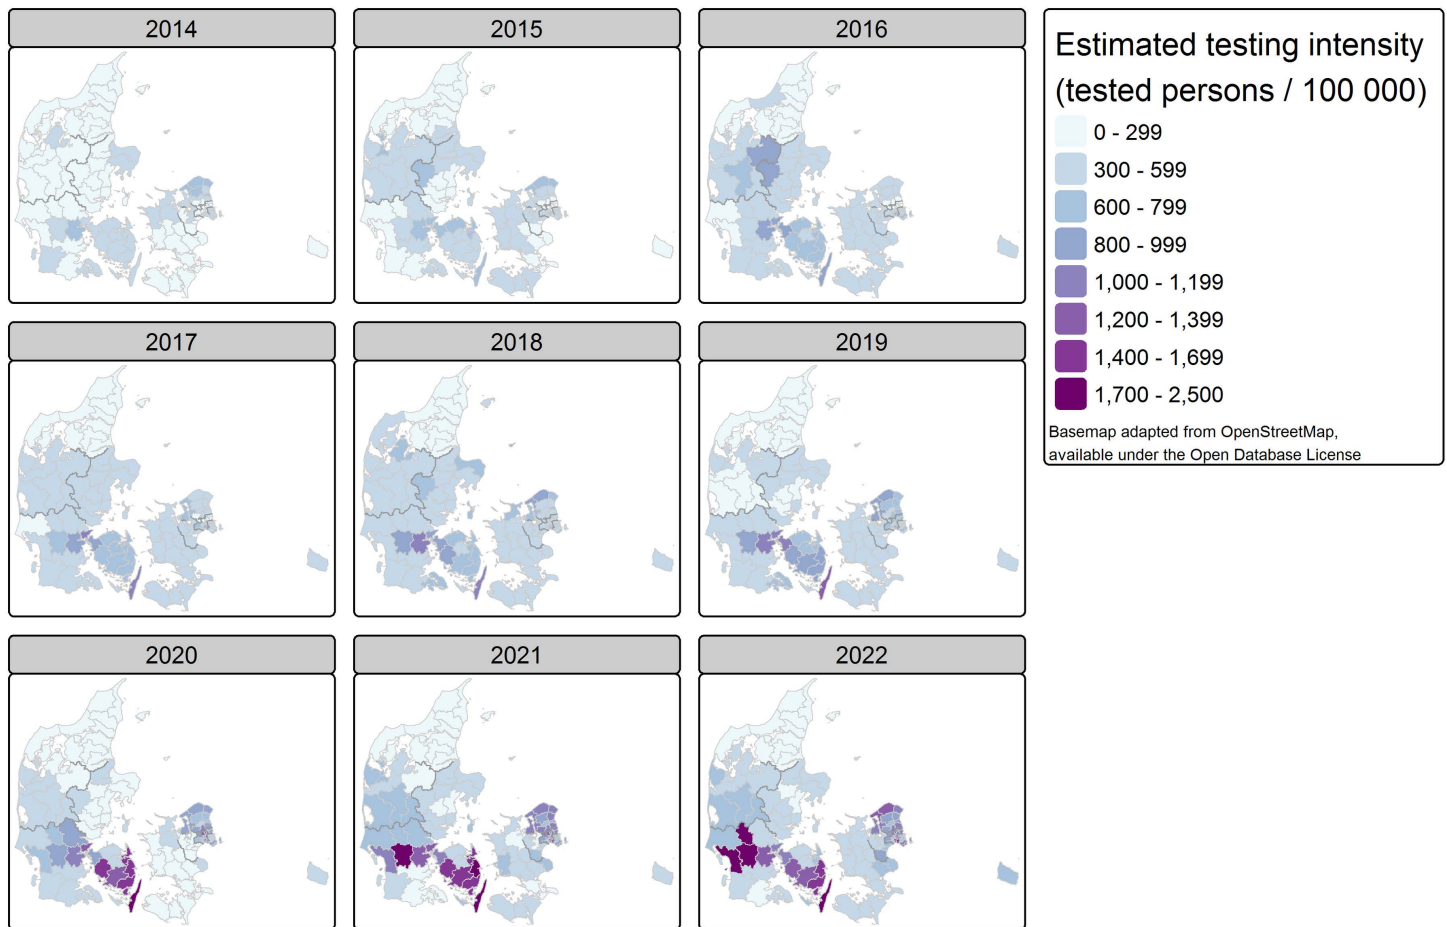 2014
2015
2016
Estimated testing intensity
(tested persons / 100 000)
0 - 299
300 - 599
600 - 799
800 - 999
1,000 - 1,199
1,200 - 1,399
1,400 - 1,699
1,700 - 2,500
Basemap adapted from OpenStreetMap,
available under the Open Database License
2017
2018
2019
2020
2021
2022